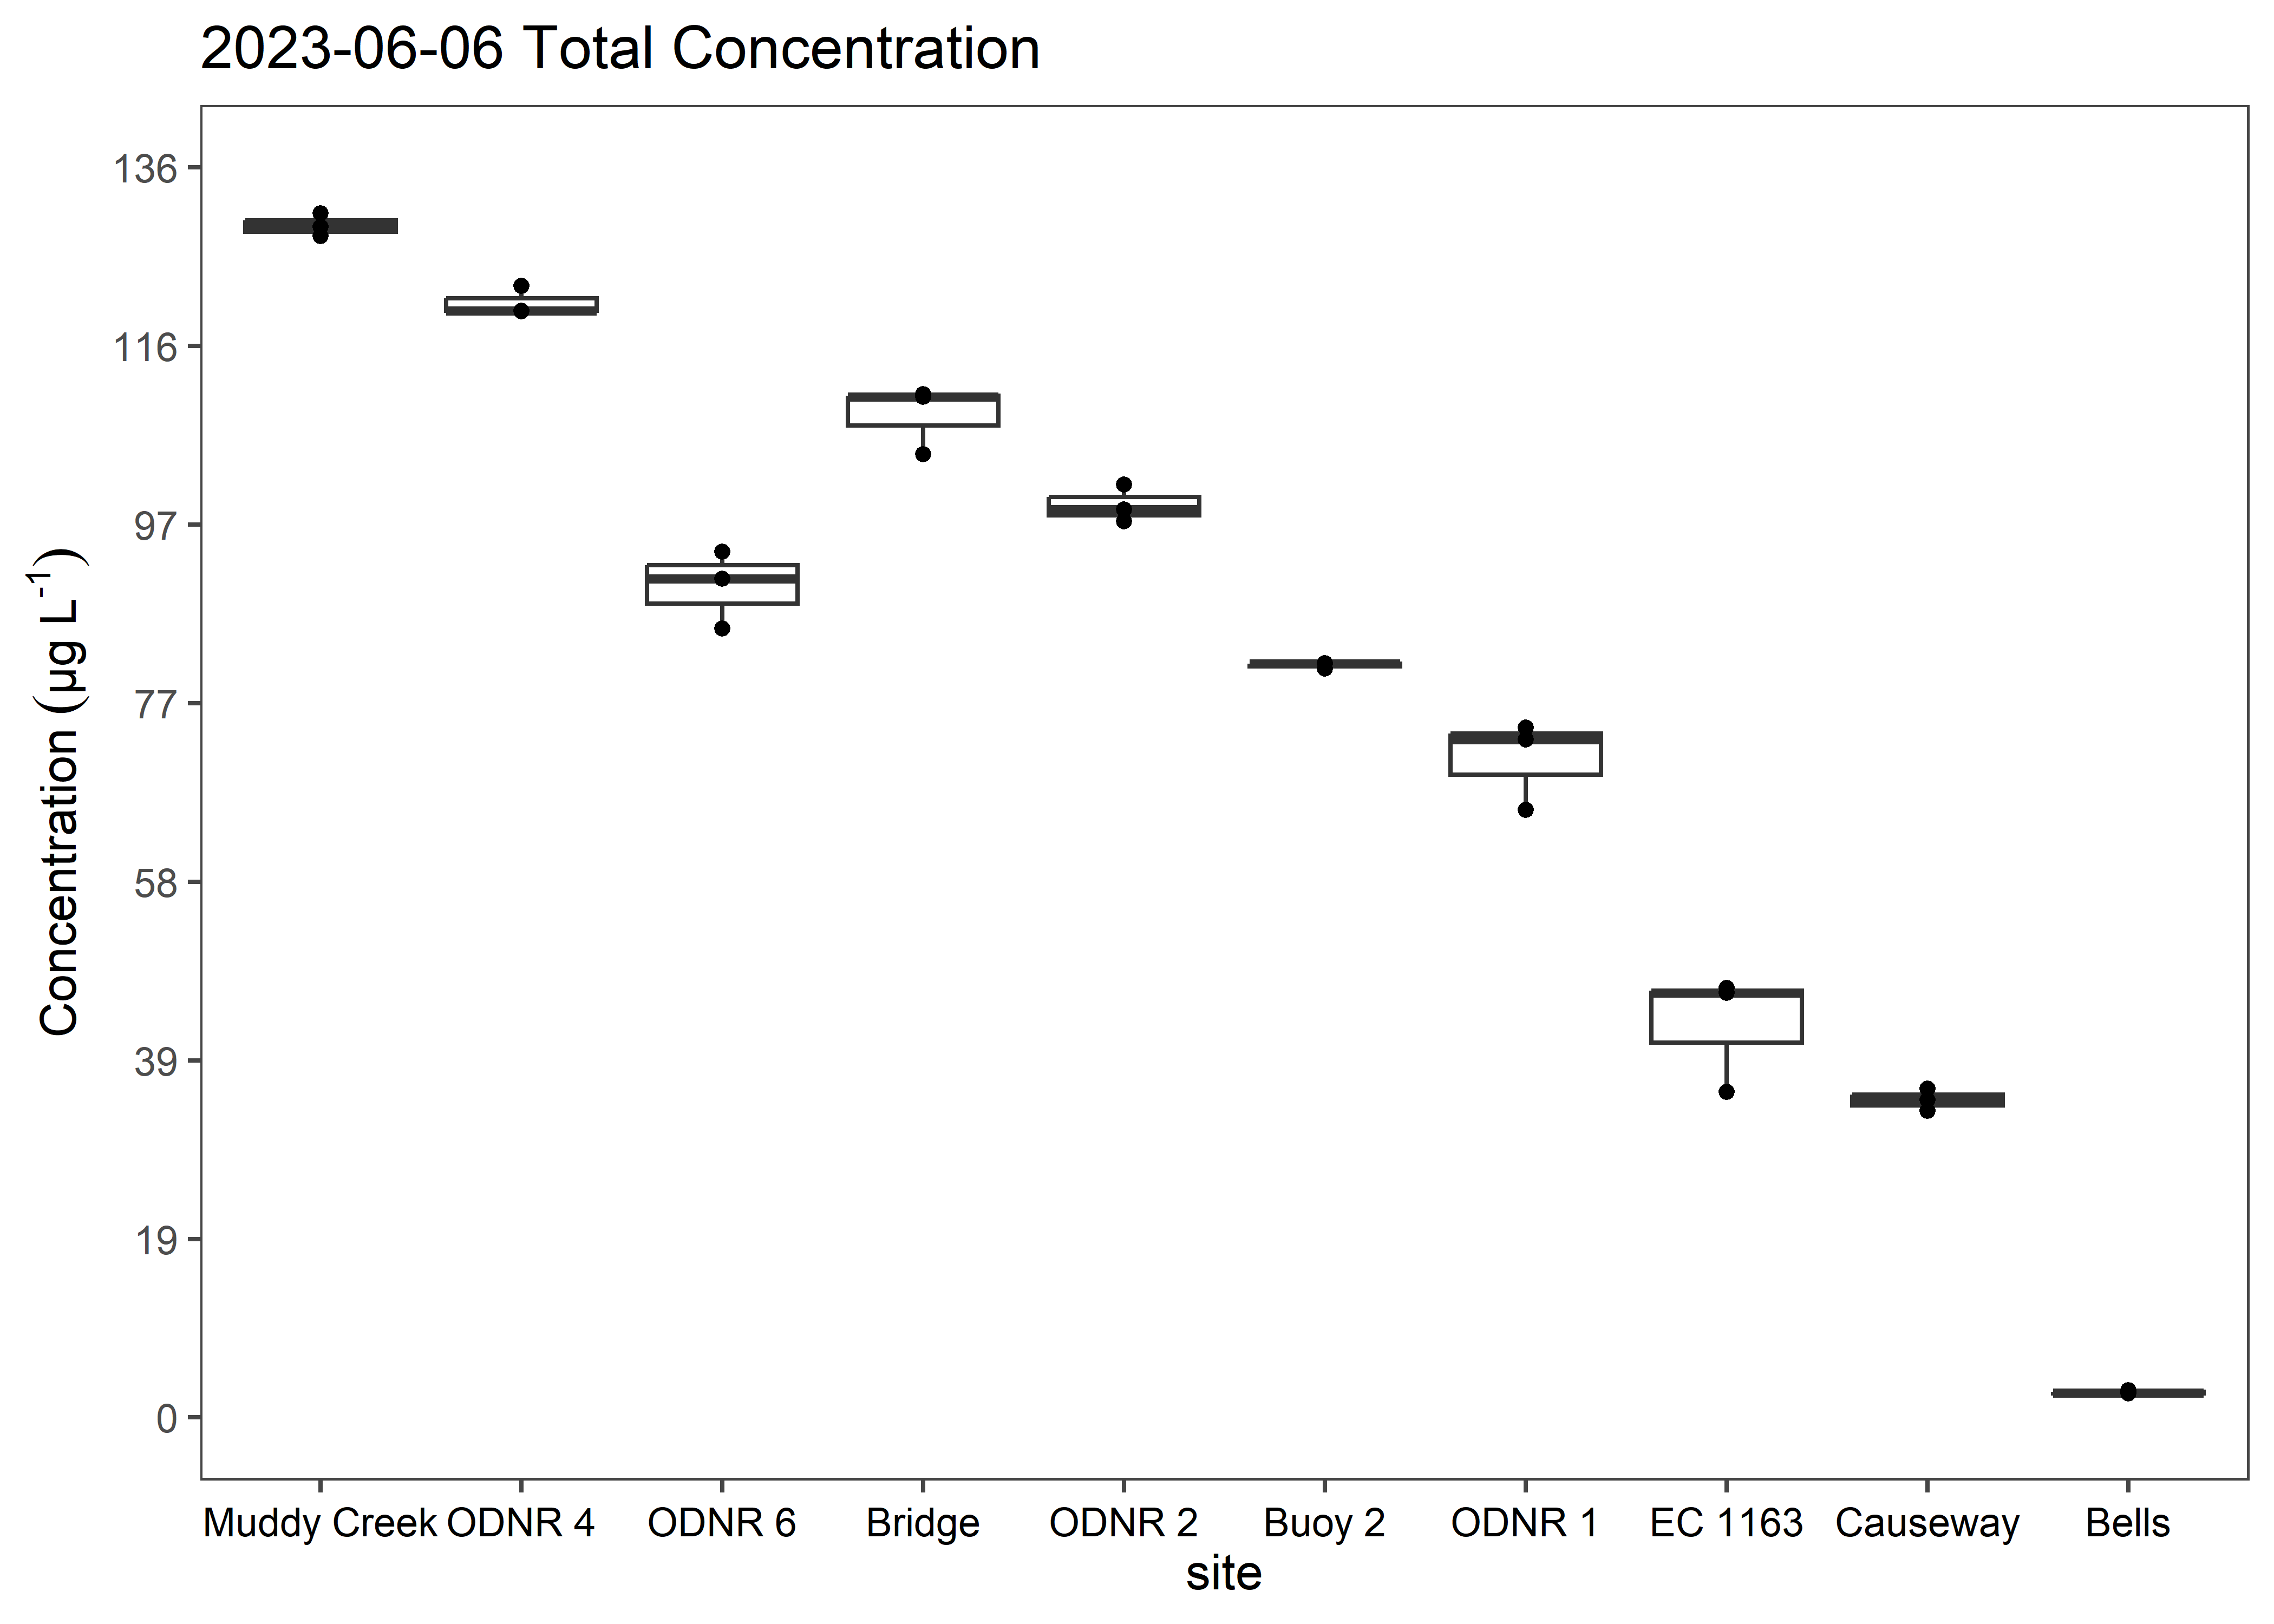 2023-06-06 Total Concentration
Concentration (µg L⁻¹)
136
116
97
77
58
39
19
0
Muddy Creek ODNR 4 ODNR 6 Bridge ODNR 2 Buoy 2 ODNR 1 EC 1163 Causeway Bells
site